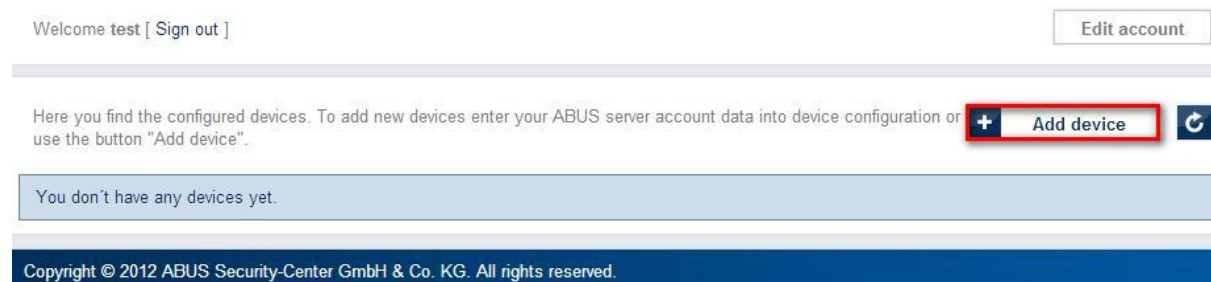 Welcome test [ Sign out ]
Edit account
Here you find the configured devices. To add new devices enter your ABUS server account data into device configuration or
use the button "Add device".
+ Add device
You don´t have any devices yet.
Copyright © 2012 ABUS Security-Center GmbH & Co. KG. All rights reserved.